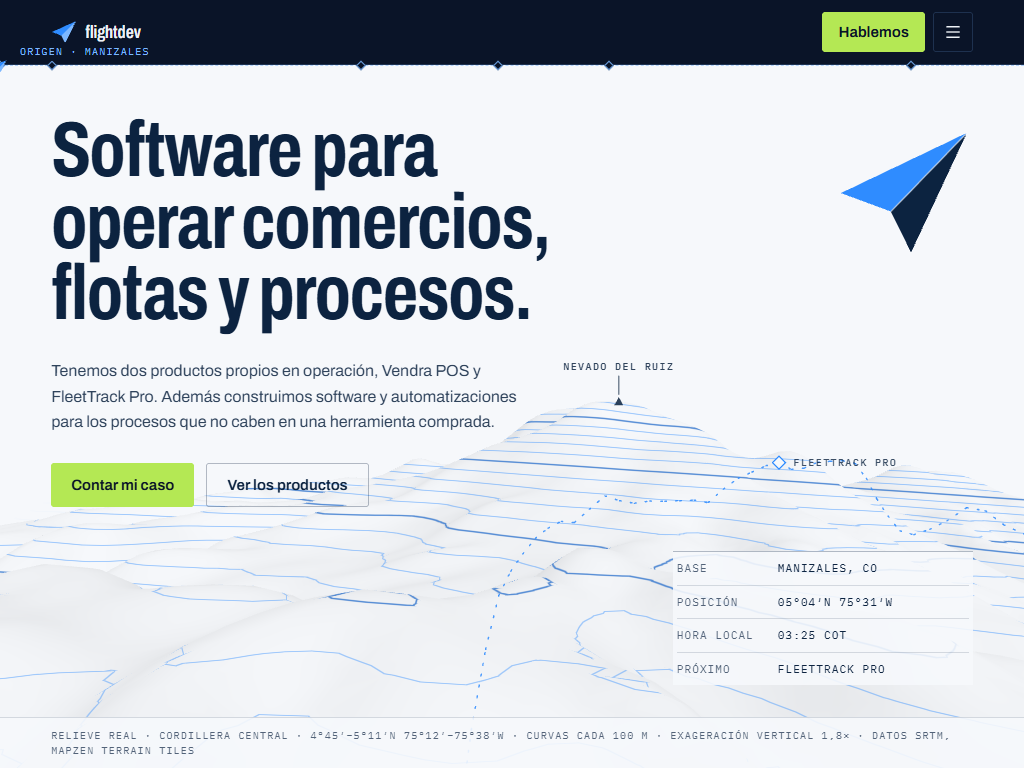 flightdev
ORIGEN · MANIZALES
Hablemos
Software para
operar comercios,
flotas y procesos.
Tenemos dos productos propios en operación, Vendra POS y
FleetTrack Pro. Además construimos software y automatizaciones
para los procesos que no caben en una herramienta comprada.
Contar mi caso
Ver los productos
NEVADO DEL RUIZ
FLEETTRACK PRO
BASE MANIZALES, CO
POSICIÓN 05°04′N 75°31′W
HORA LOCAL 03:25 COT
PRÓXIMO FLEETTRACK PRO
RELIEVE REAL · CORDILLERA CENTRAL · 4°45′–5°11′N 75°12′–75°38′W · CURVAS CADA 100 M · EXAGERACIÓN VERTICAL 1,8× · DATOS SRTM,
MAPZEN TERRAIN TILES